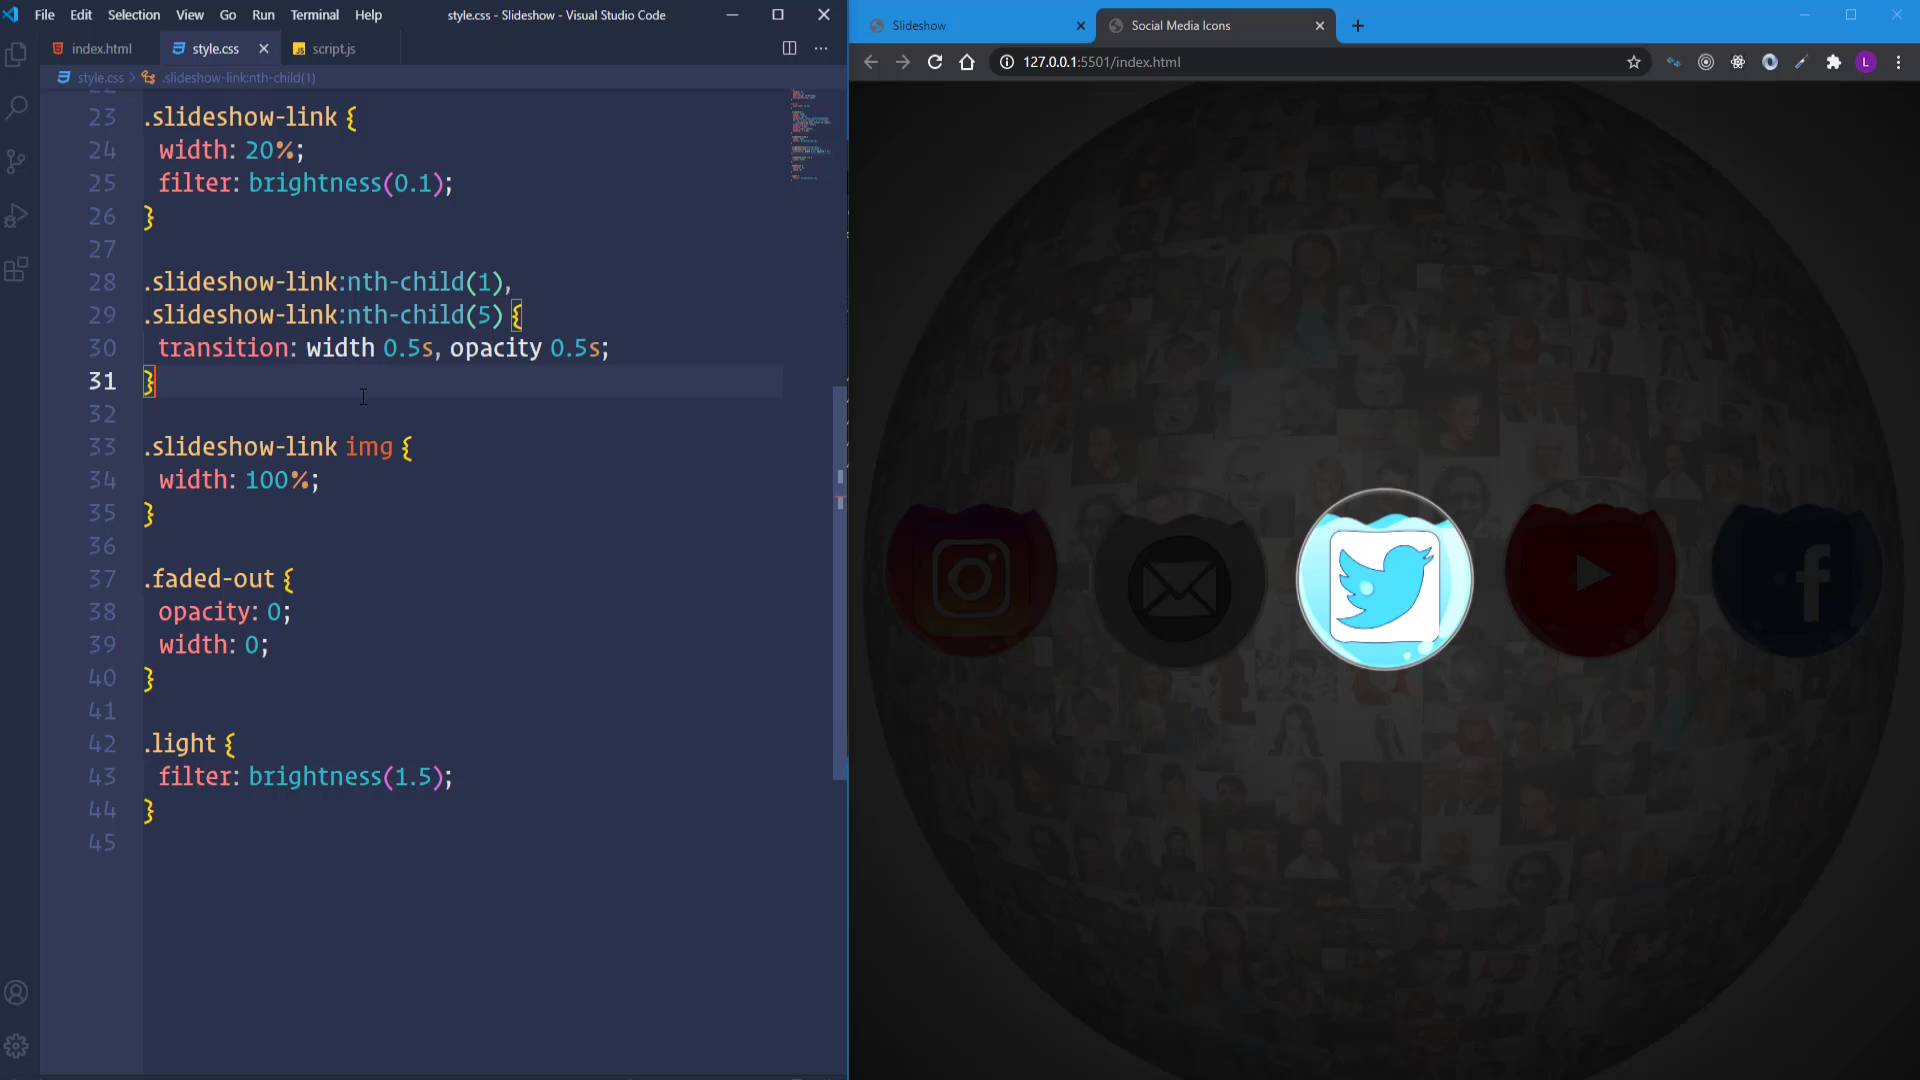 File Edit Selection View Go Run Terminal Help
style.css - Slideshow - Visual Studio Code
index.html
style.css
script.js
style.css > .slideshow-link:nth-child(1)
23 .slideshow-link {
24 width: 20%;
25 filter: brightness(0.1);
26 }
27
28 .slideshow-link:nth-child(1),
29 .slideshow-link:nth-child(5) {
30 transition: width 0.5s, opacity 0.5s;
31 }
32
33 .slideshow-link img {
34 width: 100%;
35 }
36
37 .faded-out {
38 opacity: 0;
39 width: 0;
40 }
41
42 .light {
43 filter: brightness(1.5);
44 }
45
Slideshow
Social Media Icons
127.0.0.1:5501/index.html
L
f